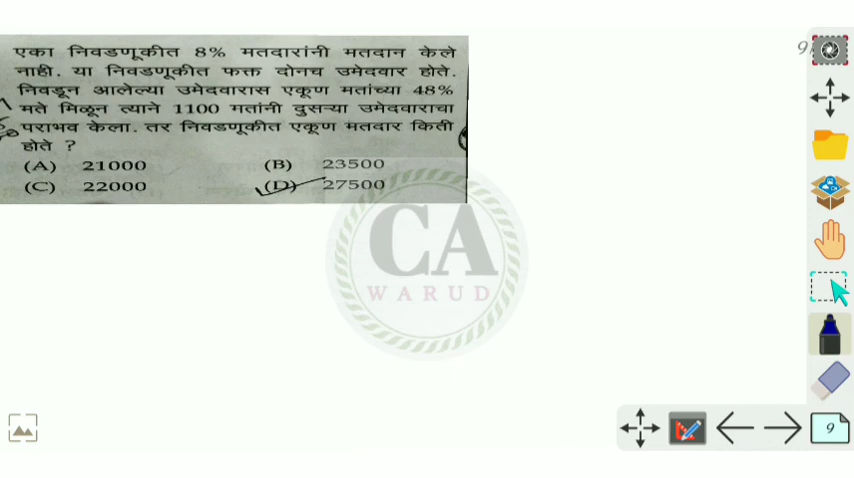 एका निवडणूकीत 8% मतदारांनी मतदान केले
नाही. या निवडणूकीत फक्त दोनच उमेदवार होते.
निवडून आलेल्या उमेदवारास एकूण मतांच्या 48%
मते मिळून त्याने 1100 मतांनी दुसऱ्या उमेदवाराचा
पराभव केला. तर निवडणूकीत एकूण मतदार किती
होते ?
(A) 21000 (B) 23500
(C) 22000 (D) 27500
CA
WARUD
9